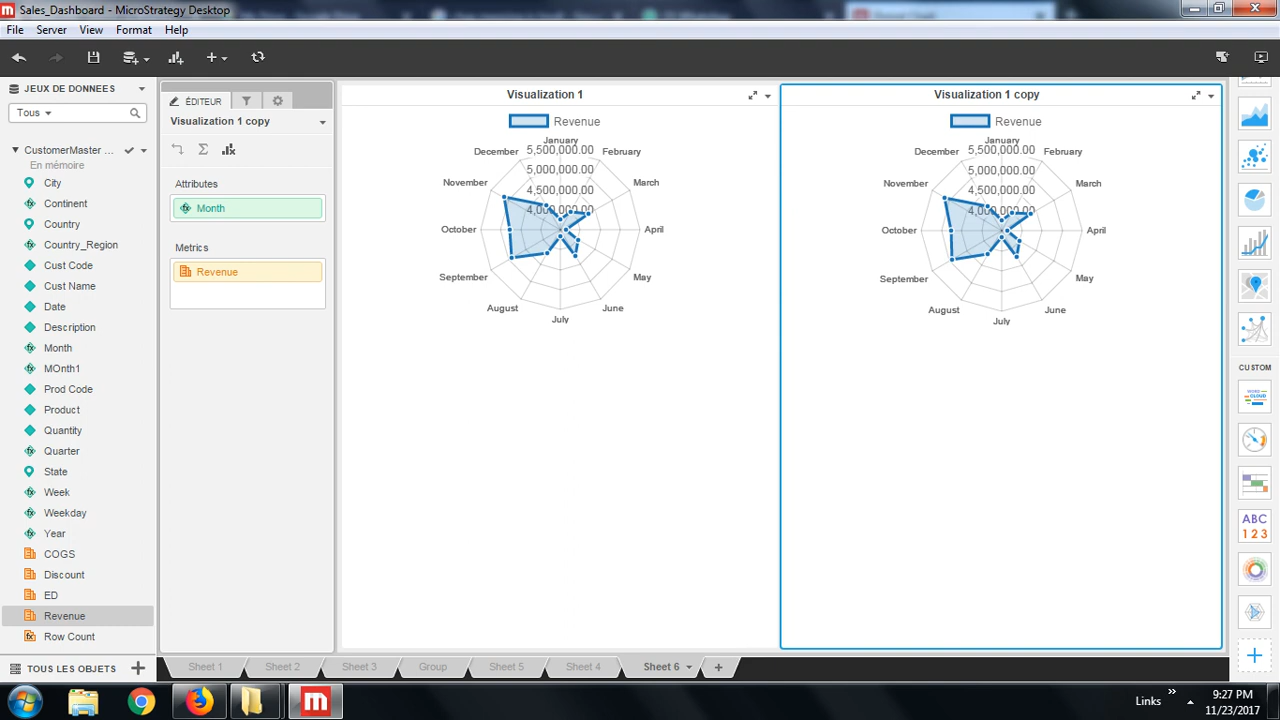 Sales_Dashboard - MicroStrategy Desktop
File Server View Format Help
JEUX DE DONNEES
Tous
CustomerMaster ...
En mémoire
City
Continent
Country
Country_Region
Cust Code
Cust Name
Date
Description
Month
MOnth1
Prod Code
Product
Quantity
Quarter
State
Week
Weekday
Year
COGS
Discount
ED
Revenue
Row Count
TOUS LES OBJETS
ÉDITEUR
Visualization 1 copy
Attributes
Month
Metrics
Revenue
Visualization 1
Revenue
January
February
March
April
May
June
July
August
September
October
November
December
5,500,000.00
5,000,000.00
4,500,000.00
4,000,000.00
Visualization 1 copy
Revenue
January
February
March
April
May
June
July
August
September
October
November
December
5,500,000.00
5,000,000.00
4,500,000.00
4,000,000.00
CUSTOM
WORD
CLOUD
ABC
123
Sheet 1 Sheet 2 Sheet 3 Group Sheet 5 Sheet 4 Sheet 6
Links
9:27 PM
11/23/2017